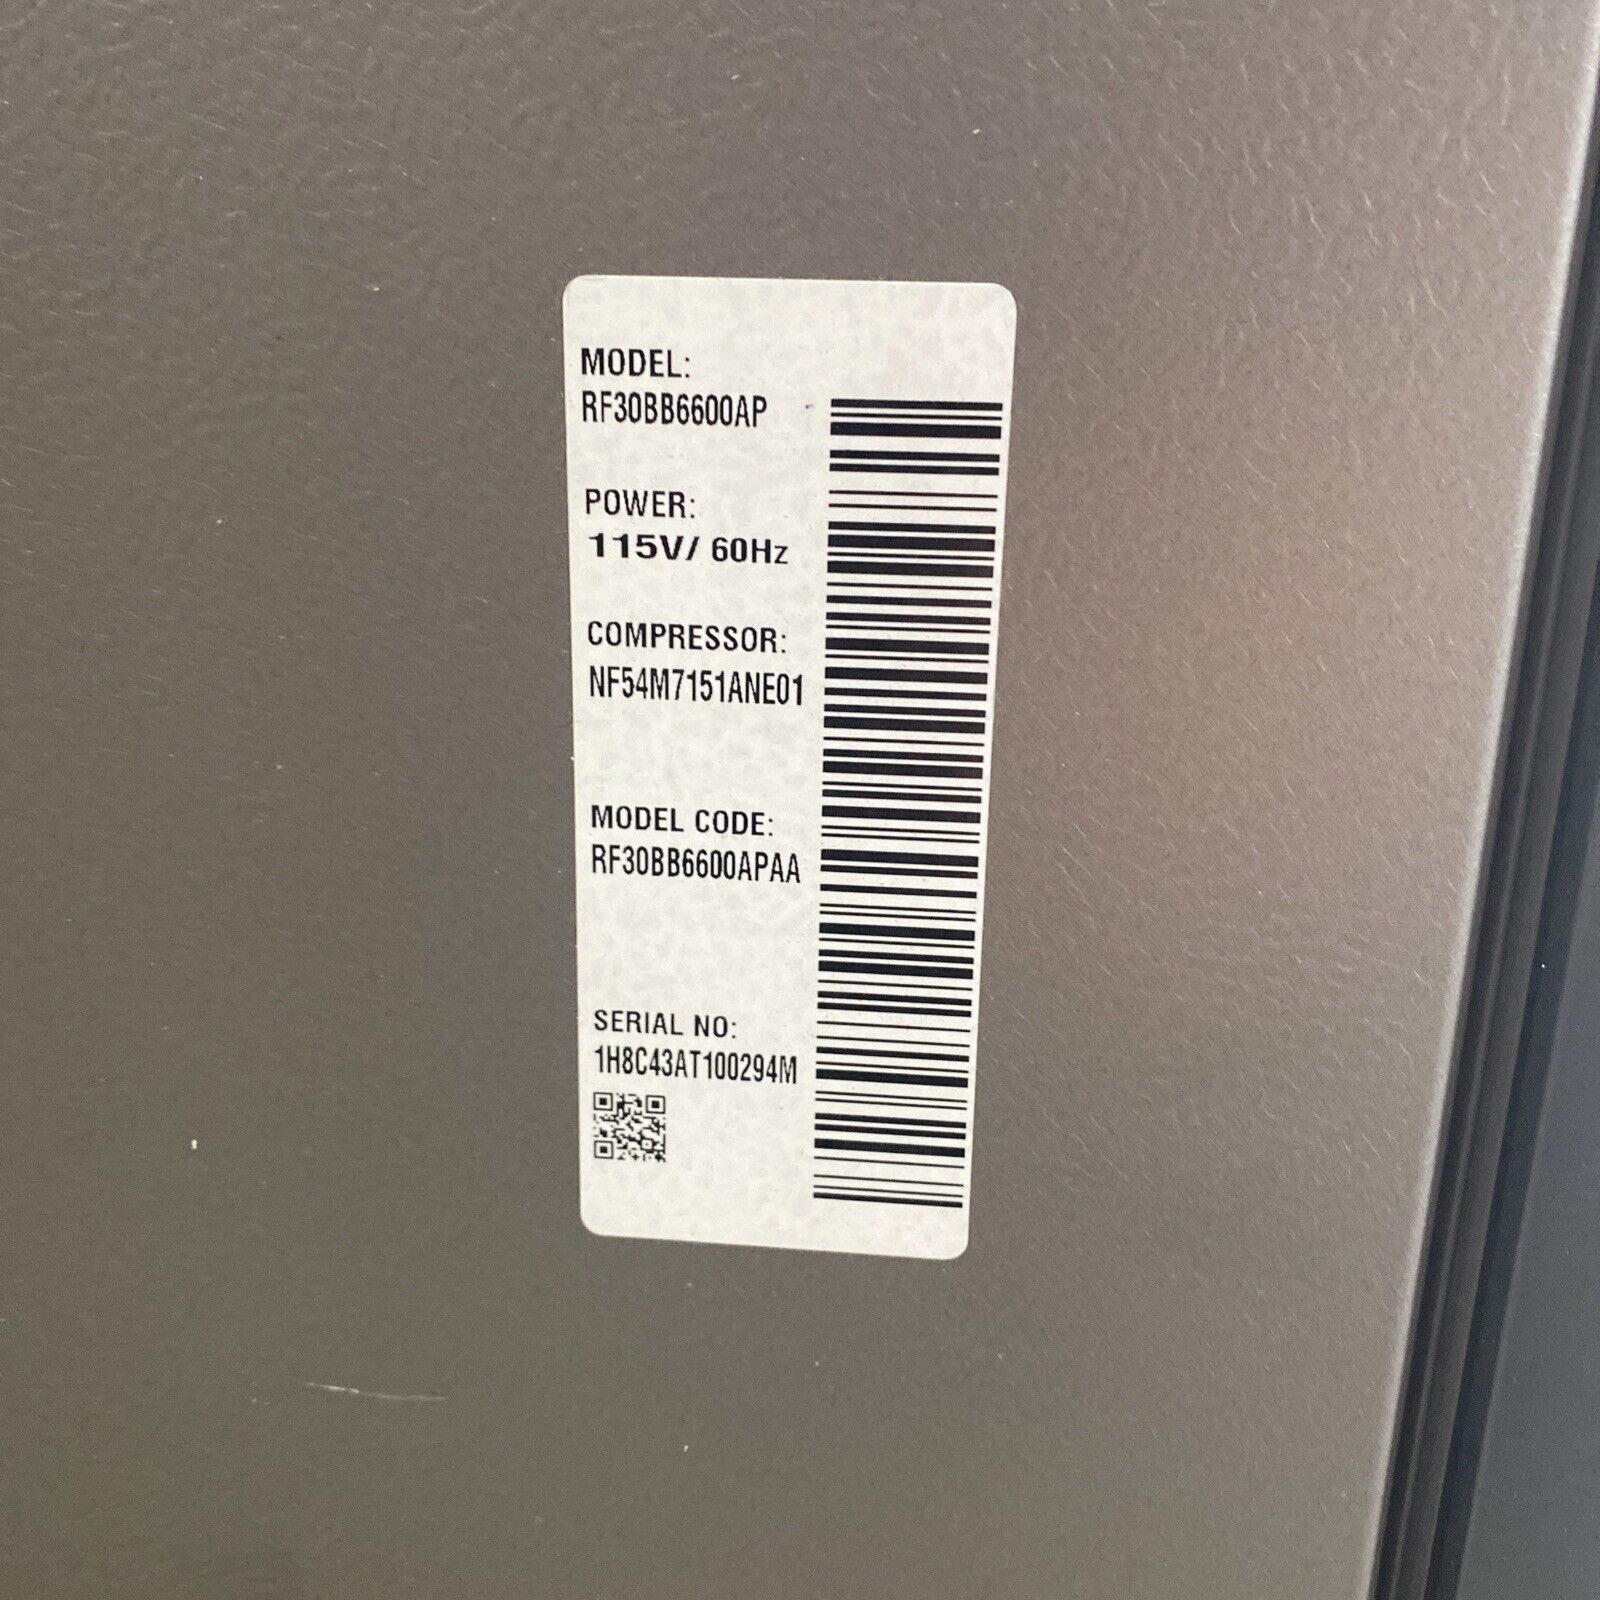 MODEL:
RF30BB6600AP
POWER:
115V/ 60Hz
COMPRESSOR:
NF54M7151ANE01
MODEL CODE:
RF30BB6600APAA
SERIAL NO:
1H8C43AT100294M